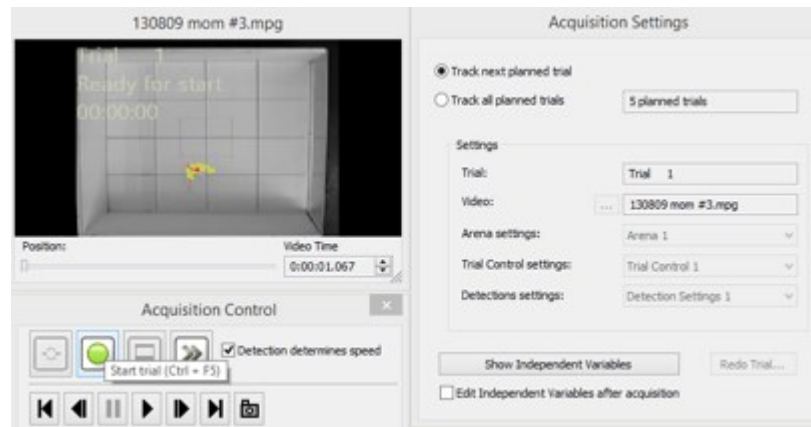 130809 mom #3.mpg
Trial 1
Ready for start
00:00:00
Position:
Video Time
0:00:01.067
Acquisition Control
Detection determines speed
Start trial (Ctrl + F5)
Acquisition Settings
Track next planned trial
Track all planned trials
5 planned trials
Settings
Trial:
Trial 1
Video:
...
130809 mom #3.mpg
Arena settings:
Arena 1
Trial Control settings:
Trial Control 1
Detections settings:
Detection Settings 1
Show Independent Variables
Redo Trial...
Edit Independent Variables after acquisition